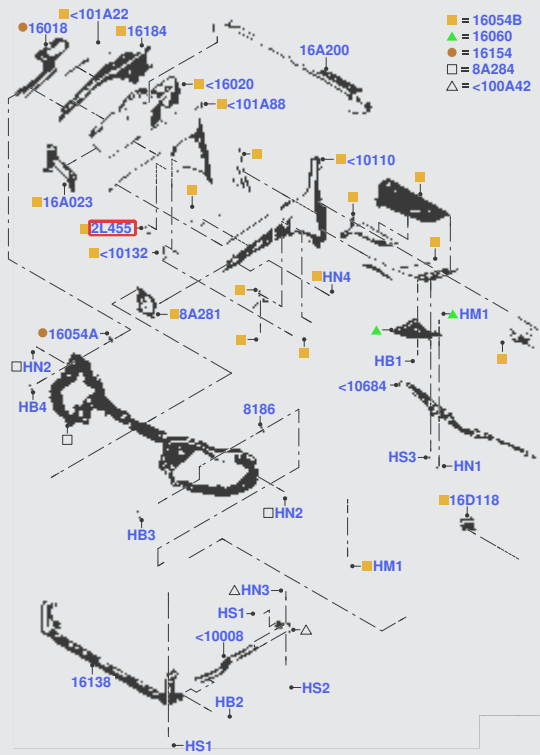 <101A22
= 16054B
16018
16184
= 16060
16A200
= 16154
= 8A284
<16020
= <100A42
<101A88
<10110
16A023
2L455
<10132
HN4
8A281
HM1
16054A
HB1
HN2
<10684
HB4
8186
HS3
HN1
16D118
HN2
HB3
HM1
HN3
HS1
<10008
16138
HS2
HB2
HS1